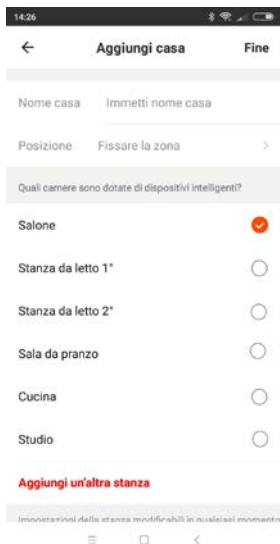 14:26
Aggiungi casa
Fine
Nome casa Immetti nome casa
Posizione Fissare la zona
Quali camere sono dotate di dispositivi intelligenti?
Salone
Stanza da letto 1°
Stanza da letto 2°
Sala da pranzo
Cucina
Studio
Aggiungi un'altra stanza
Impostazioni della stanza modificabili in qualsiasi momento